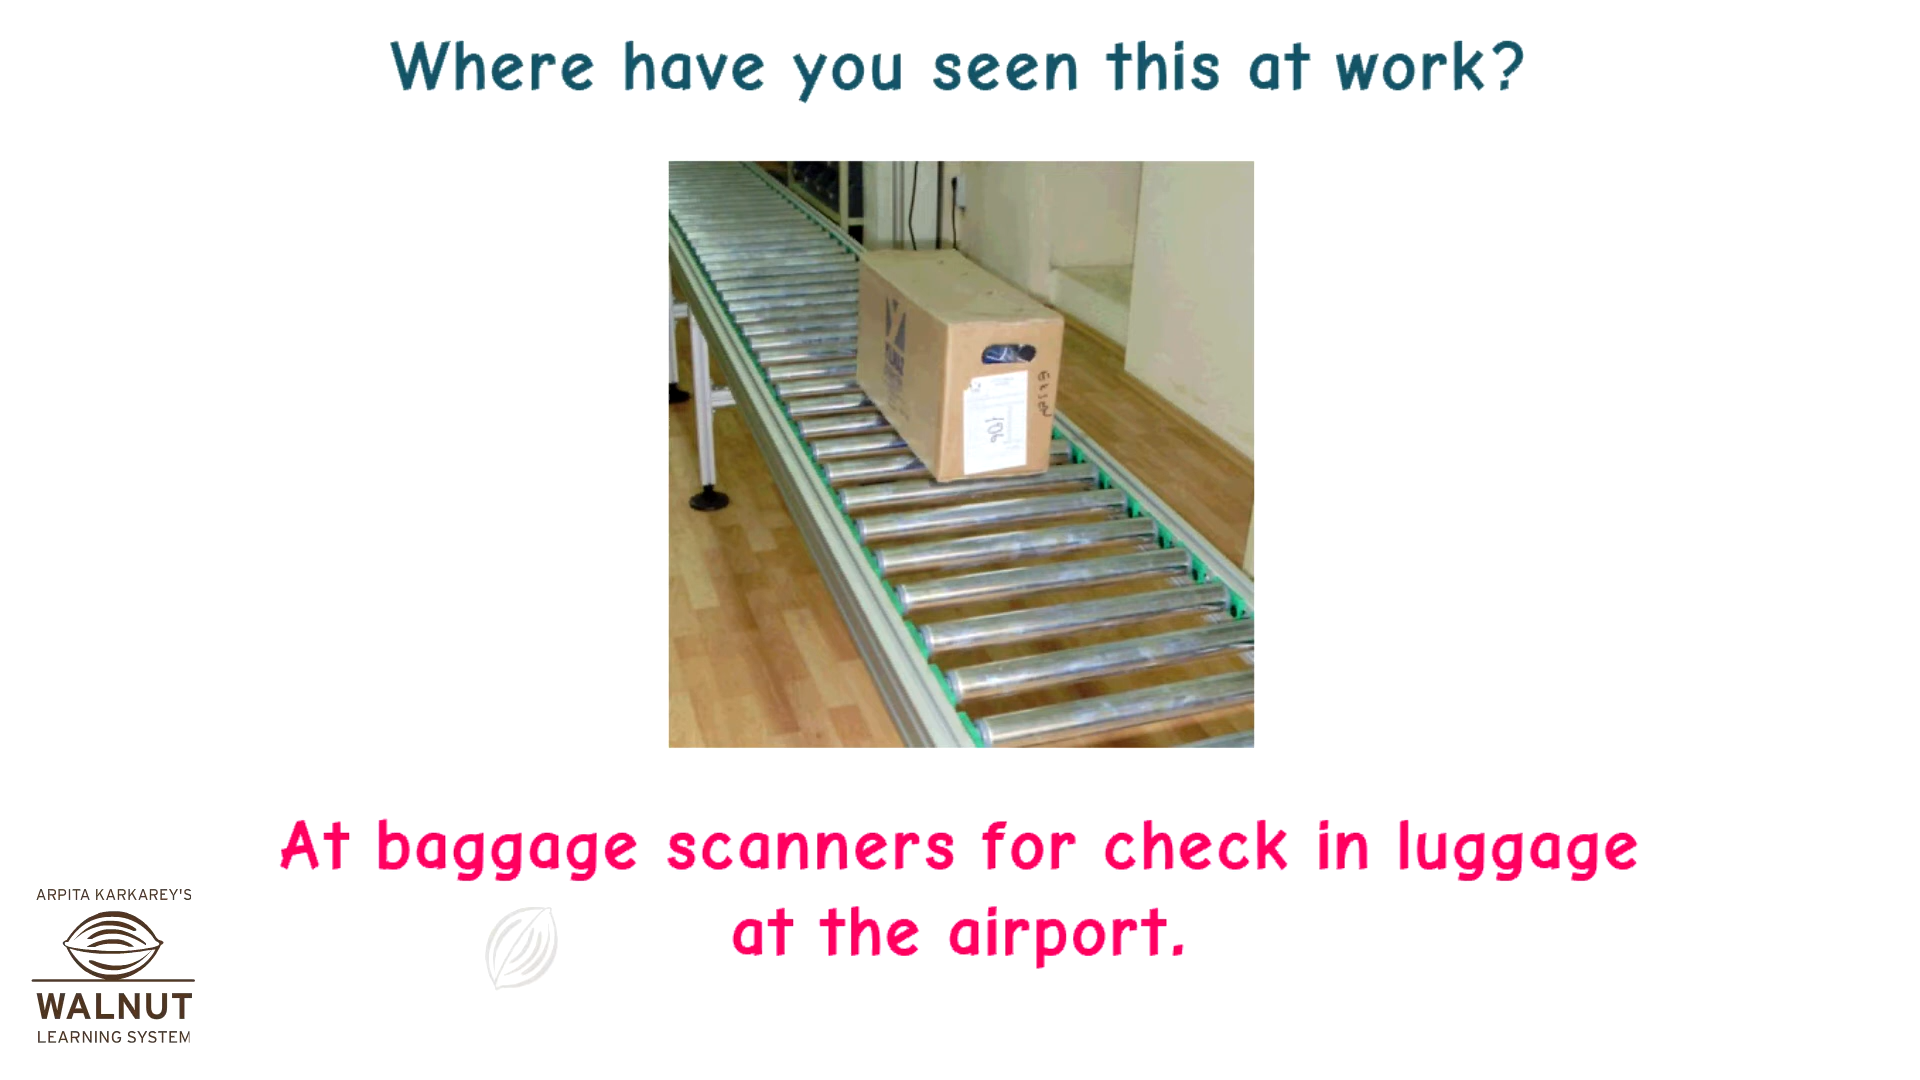 Where have you seen this at work?
106
At baggage scanners for check in luggage
at the airport.
ARPITA KARKAREY'S
WALNUT
LEARNING SYSTEM